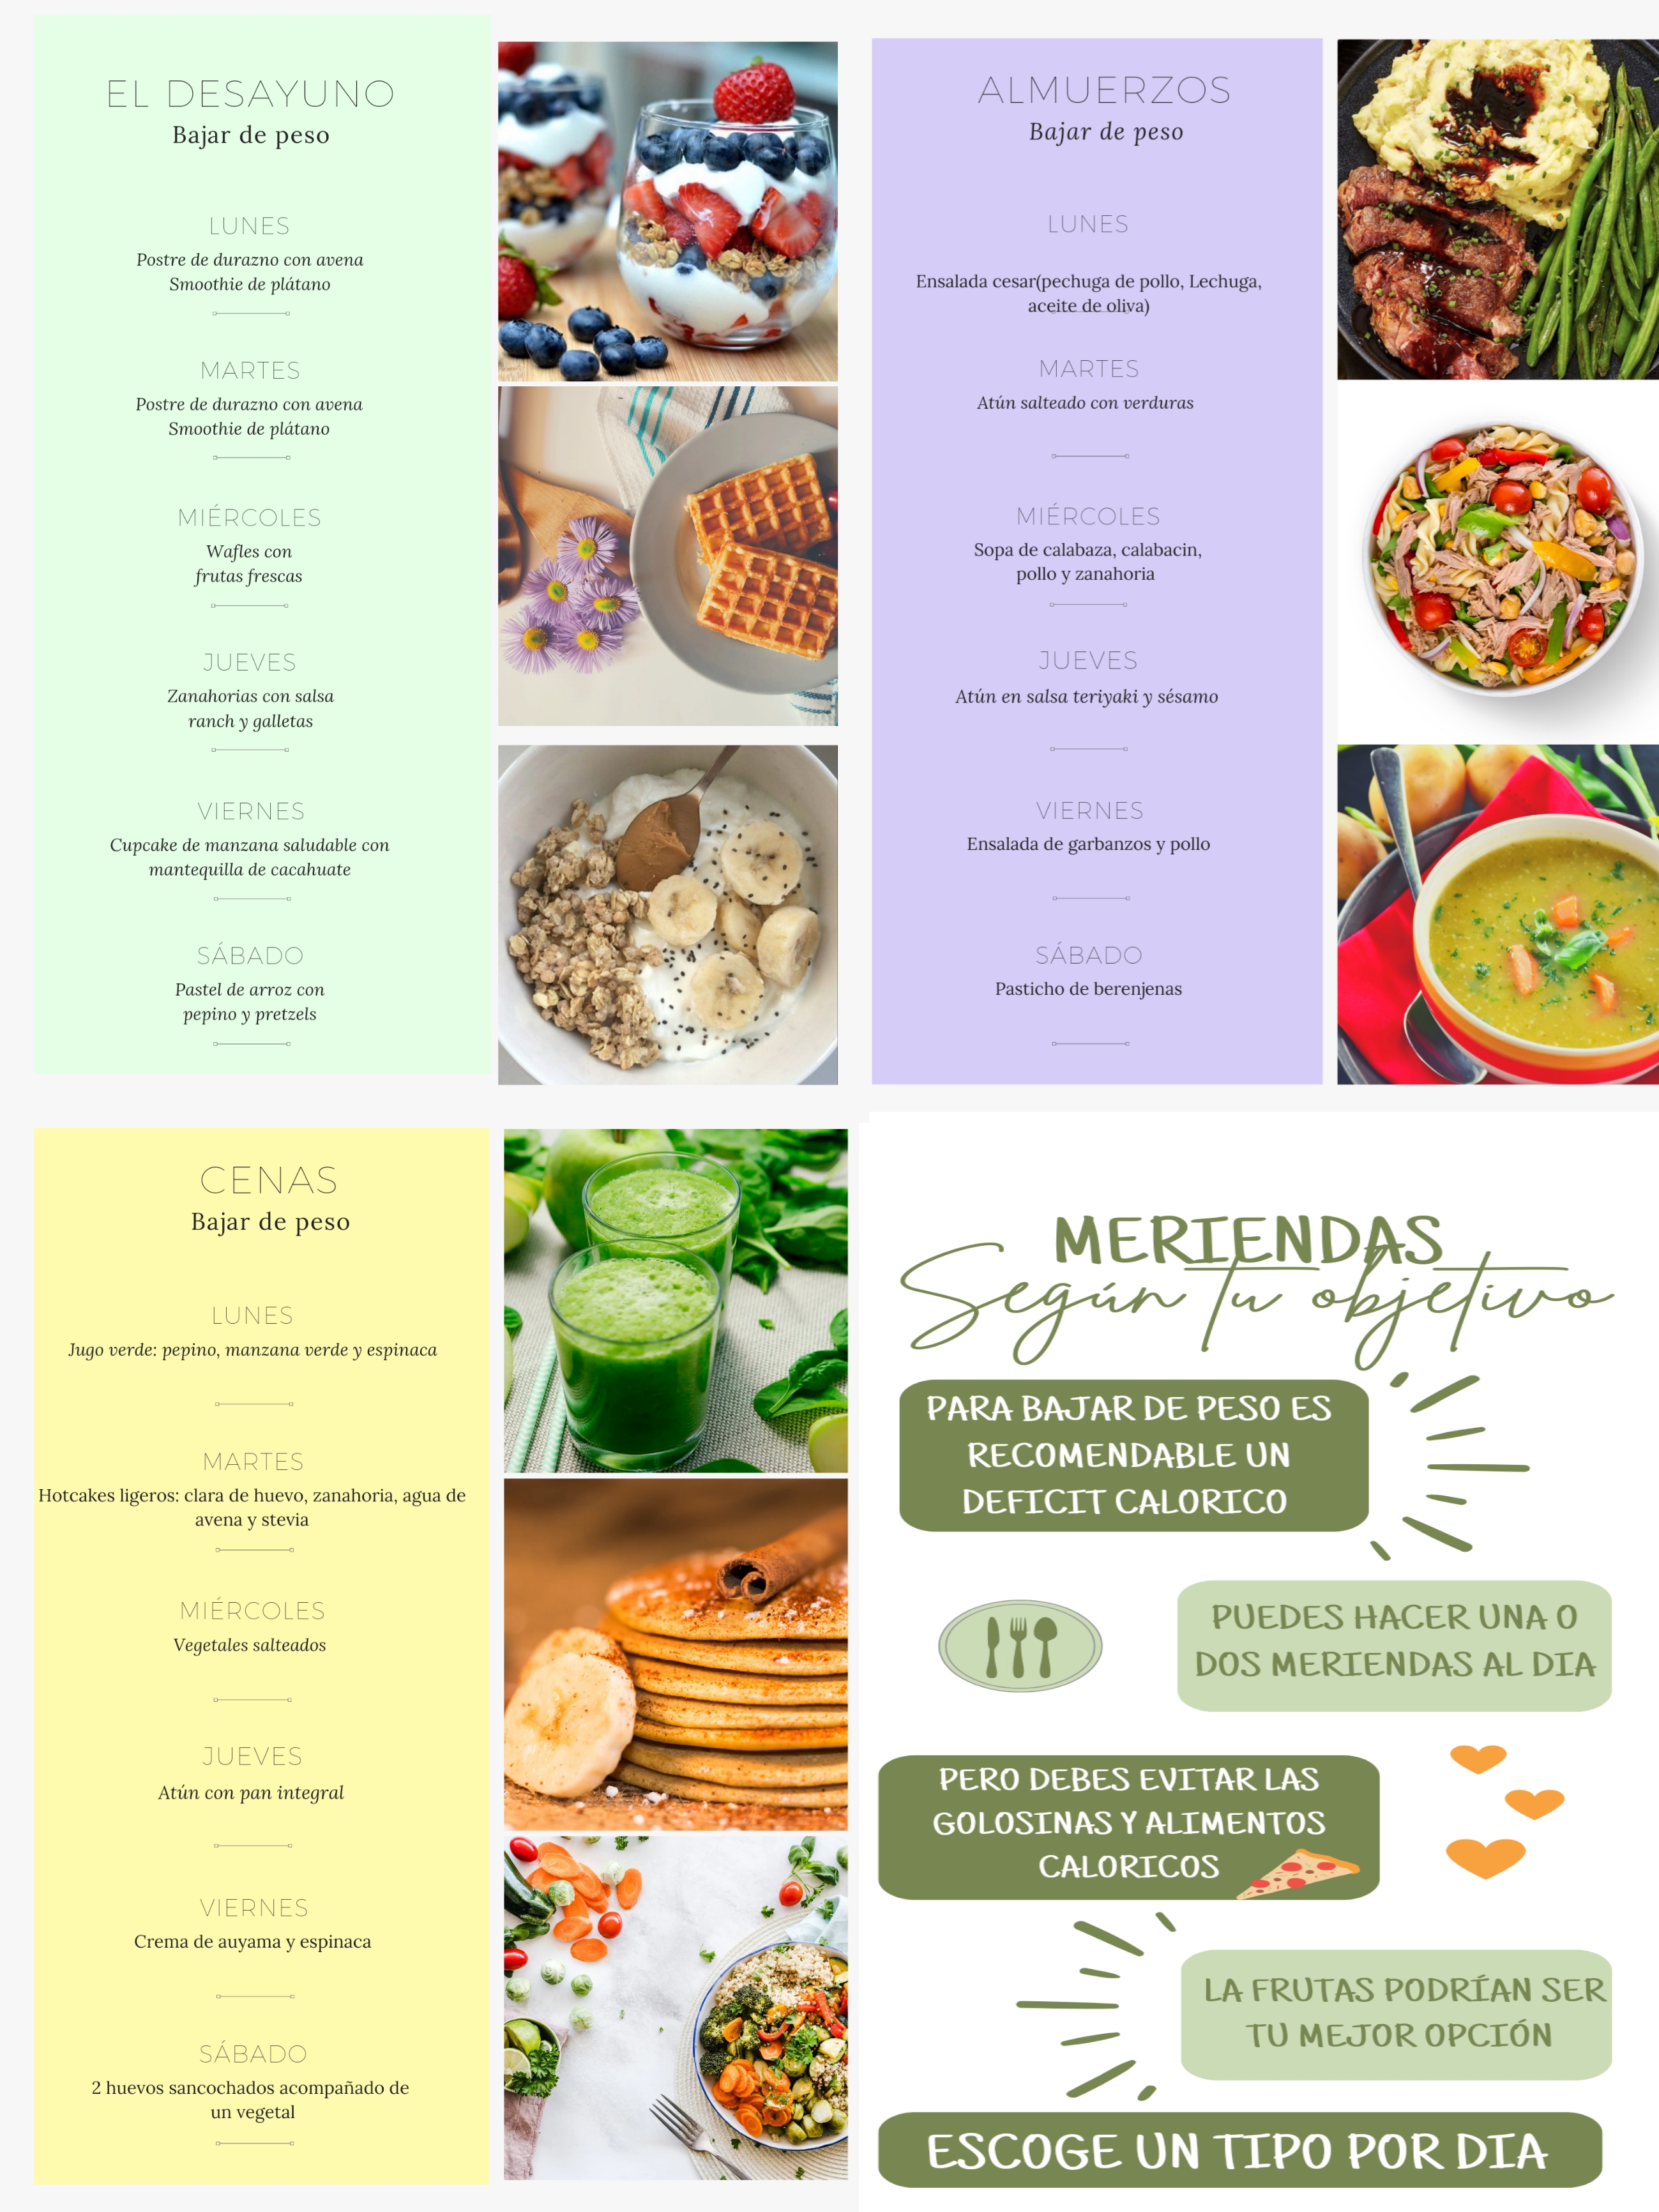 EL DESAYUNO
Bajar de peso
LUNES
Postre de durazno con avena
Smoothie de plátano
MARTES
Postre de durazno con avena
Smoothie de plátano
MIÉRCOLES
Wafles con
frutas frescas
JUEVES
Zanahorias con salsa
ranch y galletas
VIERNES
Cupcake de manzana saludable con
mantequilla de cacahuate
SÁBADO
Pastel de arroz con
pepino y pretzels
ALMUERZOS
Bajar de peso
LUNES
Ensalada cesar(pechuga de pollo, Lechuga,
aceite de oliva)
MARTES
Atún salteado con verduras
MIÉRCOLES
Sopa de calabaza, calabacin,
pollo y zanahoria
JUEVES
Atún en salsa teriyaki y sésamo
VIERNES
Ensalada de garbanzos y pollo
SÁBADO
Pasticho de berenjenas
CENAS
Bajar de peso
LUNES
Jugo verde: pepino, manzana verde y espinaca
MARTES
Hotcakes ligeros: clara de huevo, zanahoria, agua de
avena y stevia
MIÉRCOLES
Vegetales salteados
JUEVES
Atún con pan integral
VIERNES
Crema de auyama y espinaca
SÁBADO
2 huevos sancochados acompañado de
un vegetal
MERIENDAS
Según tu objetivo
PARA BAJAR DE PESO ES
RECOMENDABLE UN
DEFICIT CALORICO
PUEDES HACER UNA O
DOS MERIENDAS AL DIA
PERO DEBES EVITAR LAS
GOLOSINAS Y ALIMENTOS
CALORICOS
LA FRUTAS PODRÍAN SER
TU MEJOR OPCIÓN
ESCOGE UN TIPO POR DIA